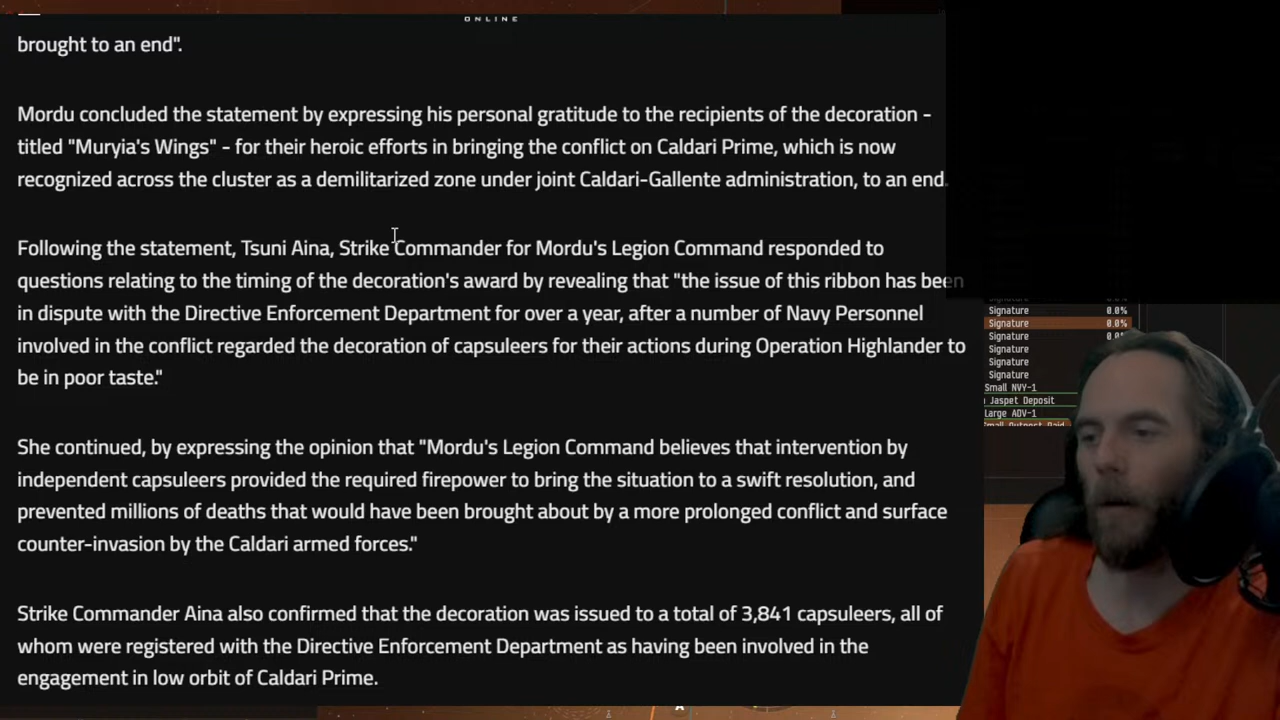 ONLINE
brought to an end".
Mordu concluded the statement by expressing his personal gratitude to the recipients of the decoration -
titled "Muryia's Wings" - for their heroic efforts in bringing the conflict on Caldari Prime, which is now
recognized across the cluster as a demilitarized zone under joint Caldari-Gallente administration, to an end.
Following the statement, Tsuni Aina, Strike Commander for Mordu's Legion Command responded to
questions relating to the timing of the decoration's award by revealing that "the issue of this ribbon has been
in dispute with the Directive Enforcement Department for over a year, after a number of Navy Personnel
involved in the conflict regarded the decoration of capsuleers for their actions during Operation Highlander to
be in poor taste."
She continued, by expressing the opinion that "Mordu's Legion Command believes that intervention by
independent capsuleers provided the required firepower to bring the situation to a swift resolution, and
prevented millions of deaths that would have been brought about by a more prolonged conflict and surface
counter-invasion by the Caldari armed forces."
Strike Commander Aina also confirmed that the decoration was issued to a total of 3,841 capsuleers, all of
whom were registered with the Directive Enforcement Department as having been involved in the
engagement in low orbit of Caldari Prime.
Signature 0.0%
Signature 0.0%
Signature 0.0%
Signature
Signature
Signature
Small NVY-1
Jaspet Deposit
Large ADV-1
Small Outpost Raid